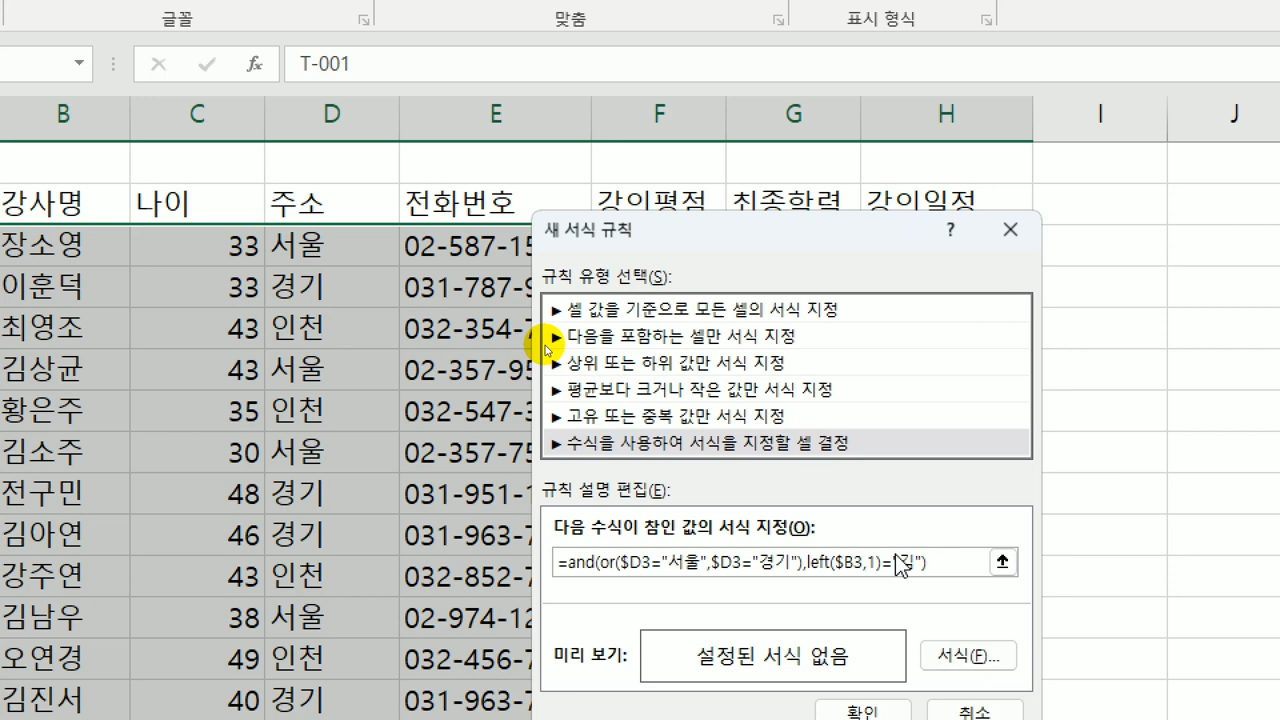 글꼴 맞춤 표시 형식
fx T-001
B C D E F G H I J
강사명 나이 주소 전화번호 강의평점 최종학력 강의일정
장소영 33 서울 02-587-15
이훈덕 33 경기 031-787-9
최영조 43 인천 032-354-7
김상균 43 서울 02-357-95
황은주 35 인천 032-547-3
김소주 30 서울 02-357-75
전구민 48 경기 031-951-1
김아연 46 경기 031-963-7
강주연 43 인천 032-852-7
김남우 38 서울 02-974-12
오연경 49 인천 032-456-7
김진서 40 경기 031-963-7
새 서식 규칙 ?
규칙 유형 선택(S):
► 셀 값을 기준으로 모든 셀의 서식 지정
► 다음을 포함하는 셀만 서식 지정
► 상위 또는 하위 값만 서식 지정
► 평균보다 크거나 작은 값만 서식 지정
► 고유 또는 중복 값만 서식 지정
► 수식을 사용하여 서식을 지정할 셀 결정
규칙 설명 편집(E):
다음 수식이 참인 값의 서식 지정(O):
=and(or($D3="서울",$D3="경기"),left($B3,1)="김")
미리 보기: 설정된 서식 없음 서식(F)...
확인 취소